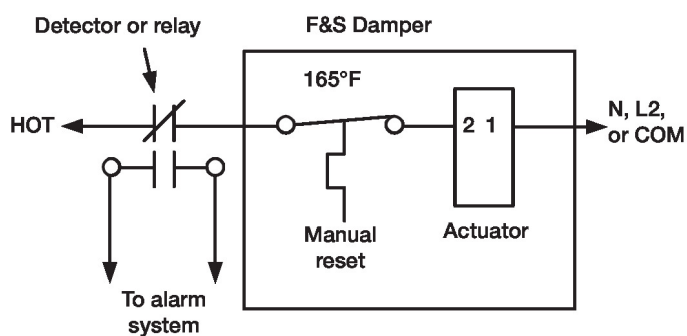 Detector or relay
F&S Damper
165°F
HOT
2 1
N, L2,
or COM
Manual
reset
Actuator
To alarm
system